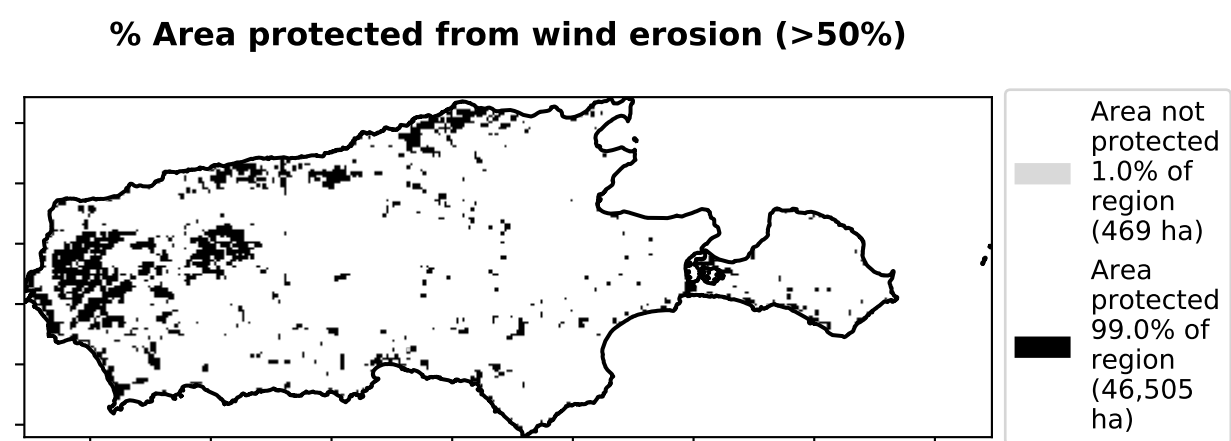 % Area protected from wind erosion (>50%)
Area not
protected
1.0% of
region
(469 ha)
Area
protected
99.0% of
region
(46,505
ha)